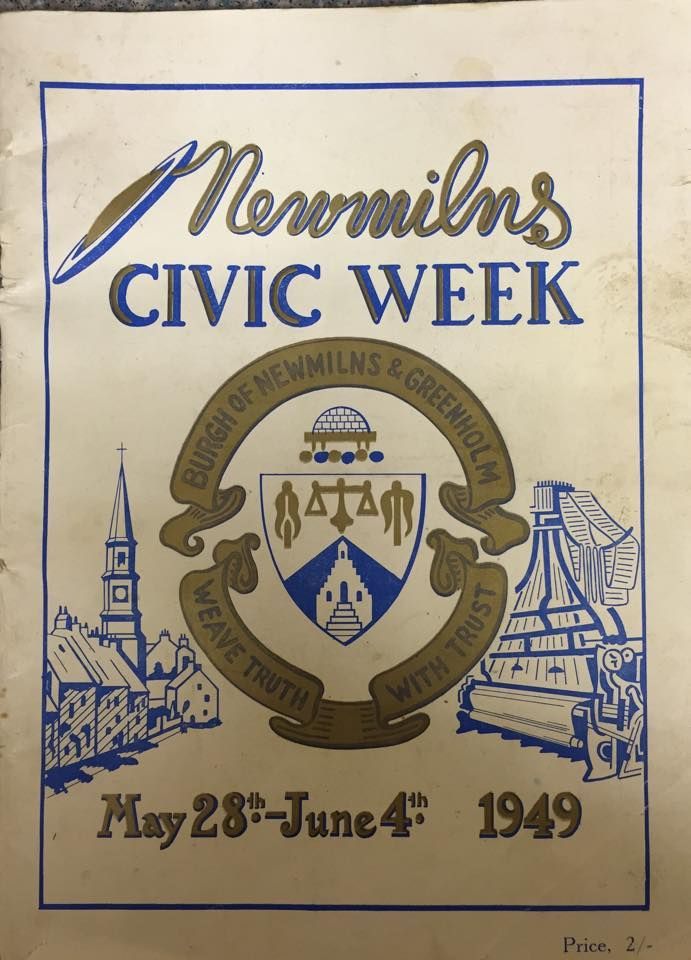 Newmilns
CIVIC WEEK
BURGH OF NEWMILNS & GREENHOLM
WEAVE TRUTH
WITH TRUST
May 28th.-June 4th. 1949
Price, 2/-